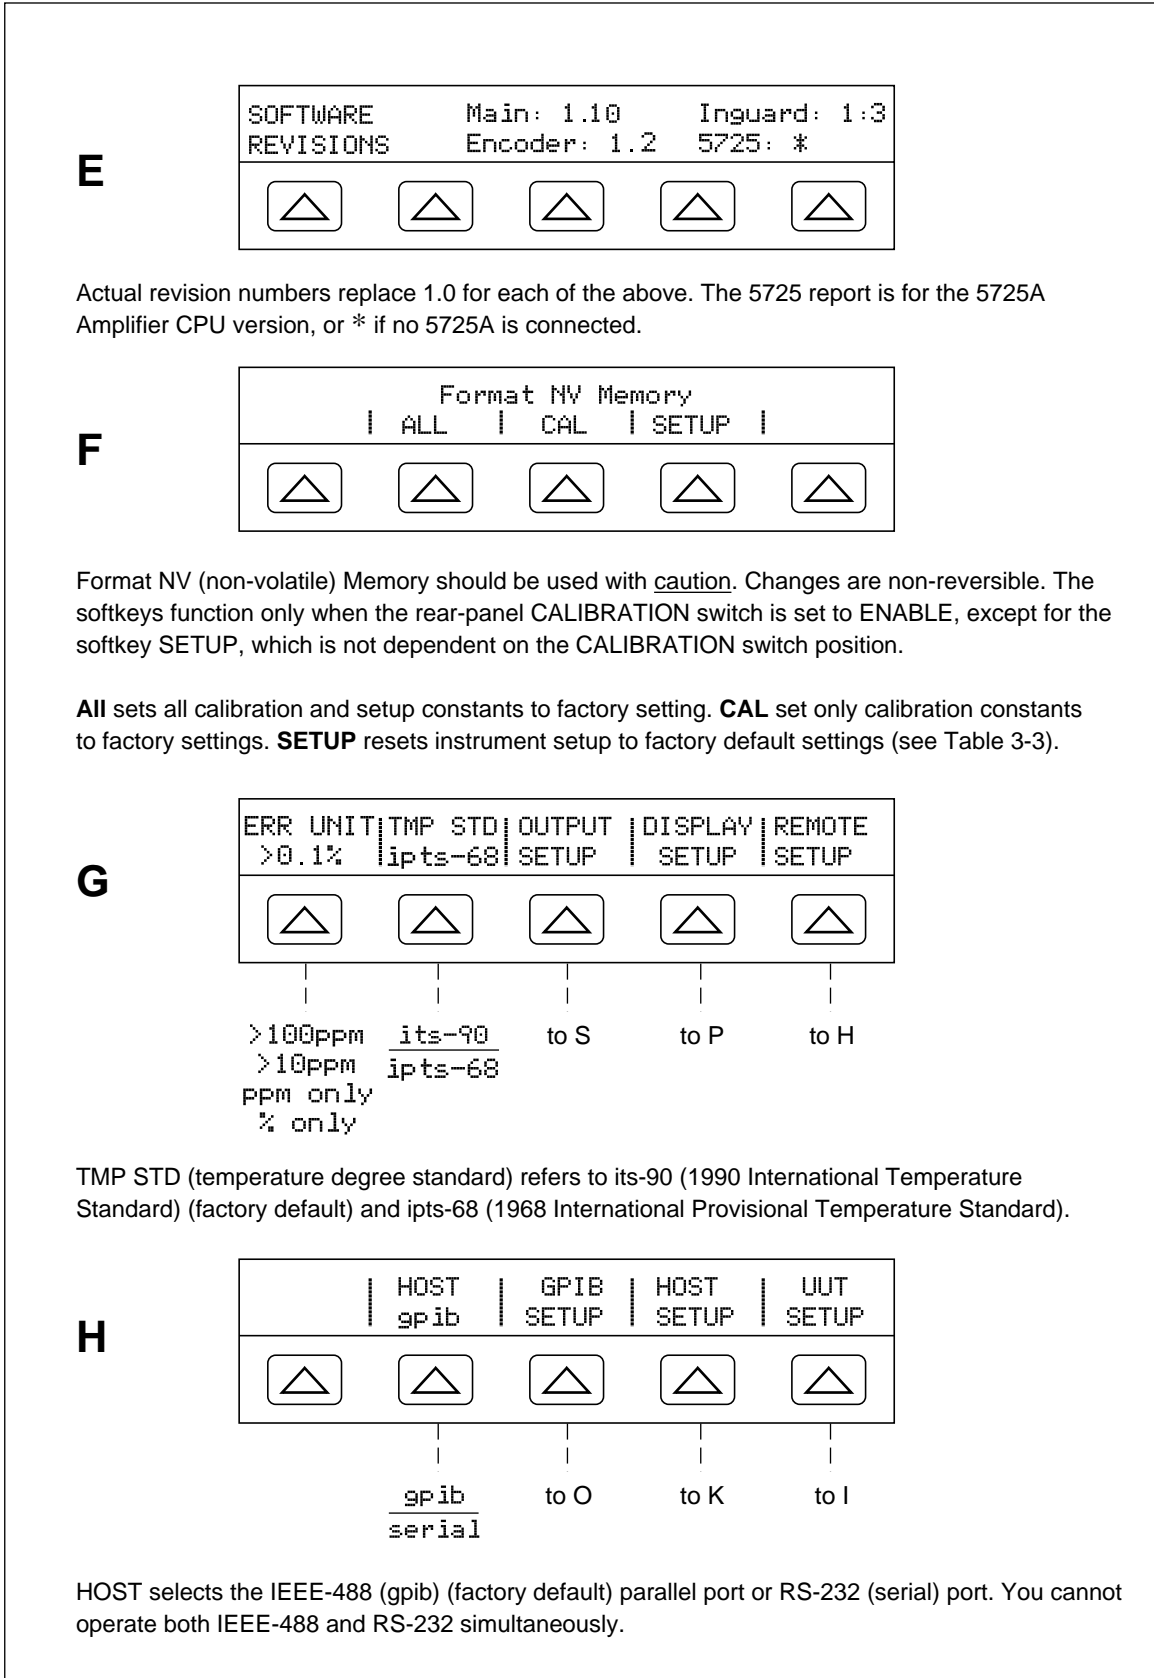 E
SOFTWARE Main: 1.10 Inguard: 1:3
REVISIONS Encoder: 1.2 5725: *
Actual revision numbers replace 1.0 for each of the above. The 5725 report is for the 5725A
Amplifier CPU version, or * if no 5725A is connected.
F
Format NV Memory
| ALL | CAL | SETUP |
Format NV (non-volatile) Memory should be used with caution. Changes are non-reversible. The
softkeys function only when the rear-panel CALIBRATION switch is set to ENABLE, except for the
softkey SETUP, which is not dependent on the CALIBRATION switch position.
All sets all calibration and setup constants to factory setting. CAL set only calibration constants
to factory settings. SETUP resets instrument setup to factory default settings (see Table 3-3).
G
ERR UNIT|TMP STD|OUTPUT |DISPLAY|REMOTE
>0.1% |ipts-68|SETUP | SETUP |SETUP
>100ppm its-90 to S to P to H
>10ppm ipts-68
ppm only
% only
TMP STD (temperature degree standard) refers to its-90 (1990 International Temperature
Standard) (factory default) and ipts-68 (1968 International Provisional Temperature Standard).
H
| HOST | GPIB | HOST | UUT
| gpib | SETUP | SETUP | SETUP
gpib to O to K to I
serial
HOST selects the IEEE-488 (gpib) (factory default) parallel port or RS-232 (serial) port. You cannot
operate both IEEE-488 and RS-232 simultaneously.